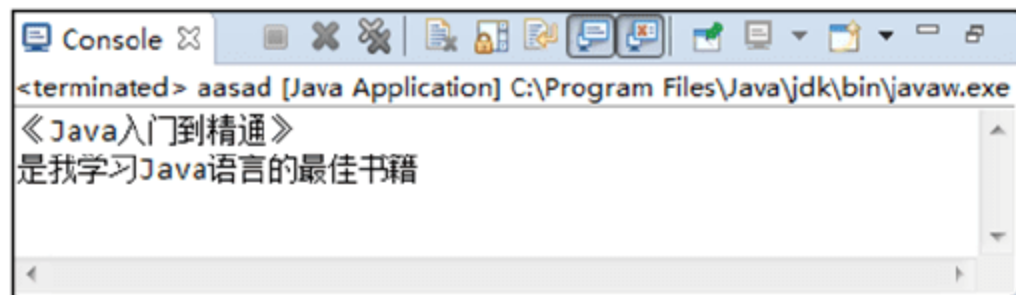 Console
<terminated> aasad [Java Application] C:\Program Files\Java\jdk\bin\javaw.exe
《Java入门到精通》
是我学习Java语言的最佳书籍